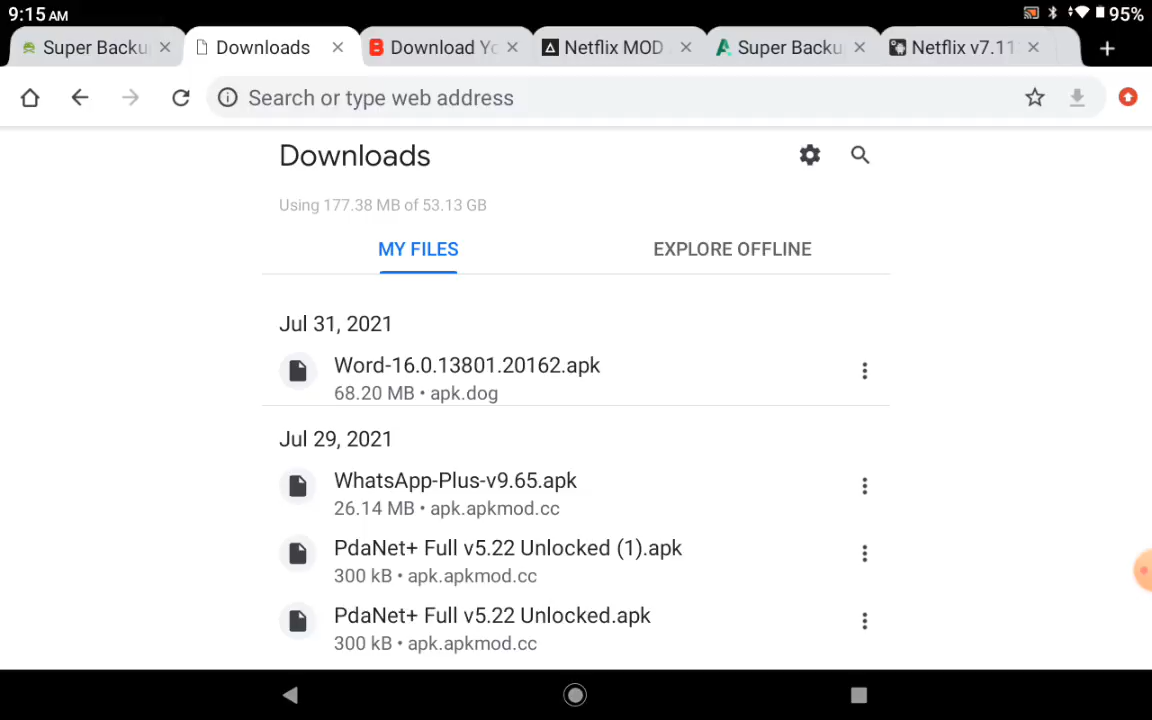 9:15 AM
95%
Super Backu
Downloads
Download Yo
Netflix MOD
Super Backu
Netflix v7.11
Search or type web address
Downloads
Using 177.38 MB of 53.13 GB
MY FILES
EXPLORE OFFLINE
Jul 31, 2021
Word-16.0.13801.20162.apk
68.20 MB • apk.dog
Jul 29, 2021
WhatsApp-Plus-v9.65.apk
26.14 MB • apk.apkmod.cc
PdaNet+ Full v5.22 Unlocked (1).apk
300 kB • apk.apkmod.cc
PdaNet+ Full v5.22 Unlocked.apk
300 kB • apk.apkmod.cc